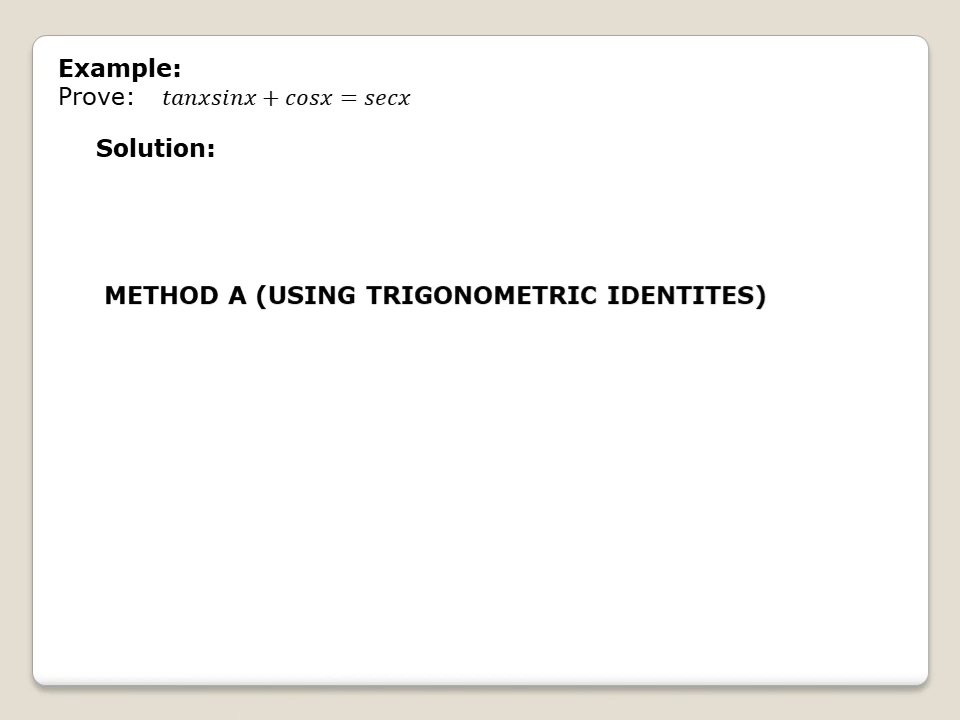 Example:
Prove: tanxsinx + cosx = secx
Solution:
METHOD A (USING TRIGONOMETRIC IDENTITES)